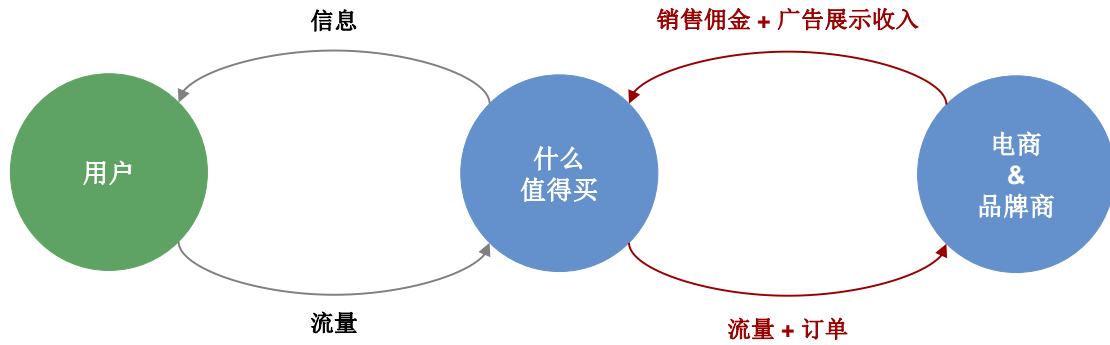 信息
销售佣金 + 广告展示收入
用户
什么
值得买
电商
&
品牌商
流量
流量 + 订单